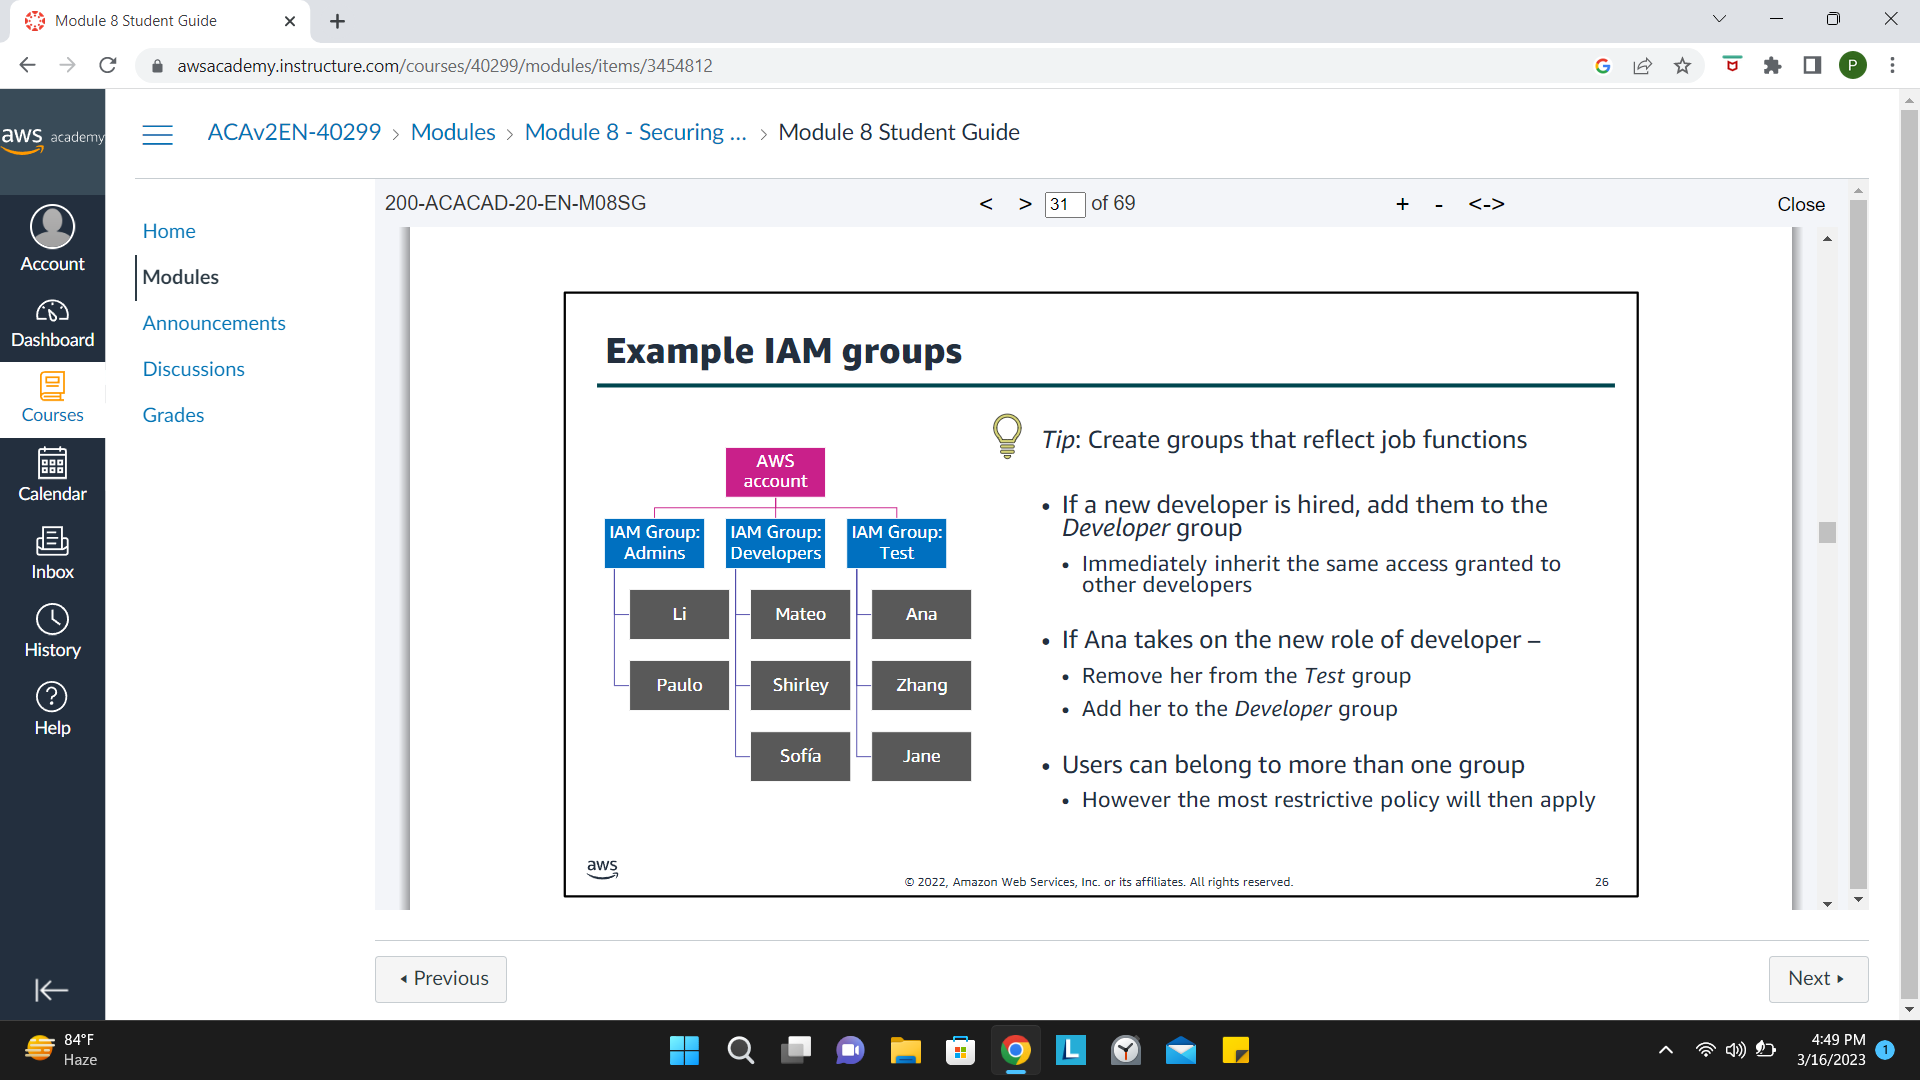 Module 8 Student Guide
awsacademy.instructure.com/courses/40299/modules/items/3454812
P
aws academy
ACAv2EN-40299 > Modules > Module 8 - Securing ... > Module 8 Student Guide
200-ACACAD-20-EN-M08SG
< > 31 of 69
+ - <->
Close
Account
Dashboard
Courses
Calendar
Inbox
History
Help
Home
Modules
Announcements
Discussions
Grades
Example IAM groups
AWS
account
IAM Group:
Admins
IAM Group:
Developers
IAM Group:
Test
Li
Mateo
Ana
Paulo
Shirley
Zhang
Sofía
Jane
Tip: Create groups that reflect job functions
• If a new developer is hired, add them to the
Developer group
• Immediately inherit the same access granted to
other developers
• If Ana takes on the new role of developer –
• Remove her from the Test group
• Add her to the Developer group
• Users can belong to more than one group
• However the most restrictive policy will then apply
aws
© 2022, Amazon Web Services, Inc. or its affiliates. All rights reserved.
26
Previous
Next
84°F
Haze
L
4:49 PM
3/16/2023
1